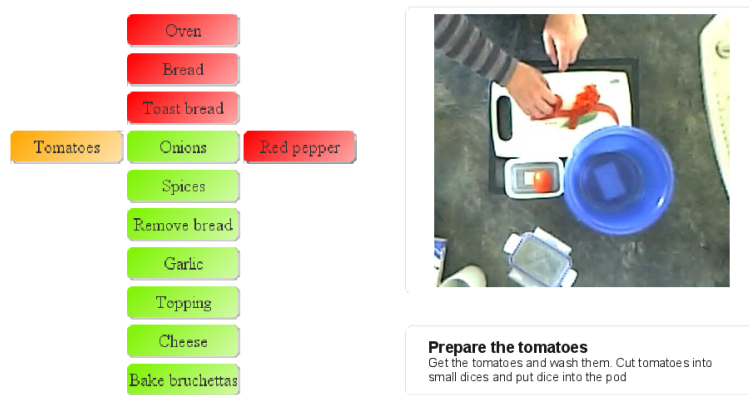 Oven
Bread
Toast bread
Tomatoes
Onions
Red pepper
Spices
Remove bread
Garlic
Topping
Cheese
Bake bruchettas
Prepare the tomatoes
Get the tomatoes and wash them. Cut tomatoes into
small dices and put dice into the pod